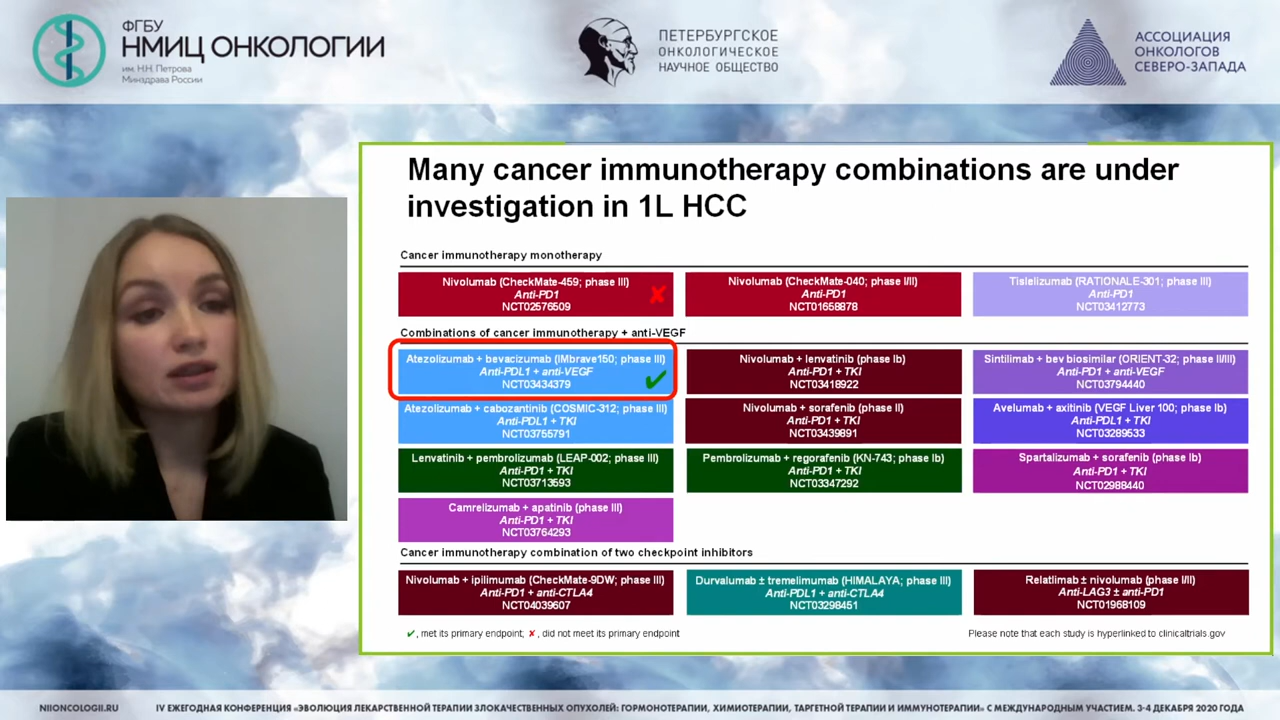 ФГБУ
НМИЦ ОНКОЛОГИИ
им. Н.Н. Петрова
Минздрава России
ПЕТЕРБУРГСКОЕ
ОНКОЛОГИЧЕСКОЕ
НАУЧНОЕ ОБЩЕСТВО
АССОЦИАЦИЯ
ОНКОЛОГОВ
СЕВЕРО-ЗАПАДА
Many cancer immunotherapy combinations are under
investigation in 1L HCC
Cancer immunotherapy monotherapy
Nivolumab (CheckMate-459; phase III)
Anti-PD1
NCT02576509
Nivolumab (CheckMate-040; phase I/II)
Anti-PD1
NCT01658878
Tislelizumab (RATIONALE-301; phase III)
Anti-PD1
NCT03412773
Combinations of cancer immunotherapy + anti-VEGF
Atezolizumab + bevacizumab (IMbrave150; phase III)
Anti-PDL1 + anti-VEGF
NCT03434379
Nivolumab + lenvatinib (phase Ib)
Anti-PD1 + TKI
NCT03418922
Sintilimab + bev biosimilar (ORIENT-32; phase II/III)
Anti-PD1 + anti-VEGF
NCT03794440
Atezolizumab + cabozantinib (COSMIC-312; phase III)
Anti-PDL1 + TKI
NCT03755791
Nivolumab + sorafenib (phase II)
Anti-PD1 + TKI
NCT03439891
Avelumab + axitinib (VEGF Liver 100; phase Ib)
Anti-PDL1 + TKI
NCT03289533
Lenvatinib + pembrolizumab (LEAP-002; phase III)
Anti-PD1 + TKI
NCT03713593
Pembrolizumab + regorafenib (KN-743; phase Ib)
Anti-PD1 + TKI
NCT03347292
Spartalizumab + sorafenib (phase Ib)
Anti-PD1 + TKI
NCT02988440
Camrelizumab + apatinib (phase III)
Anti-PD1 + TKI
NCT03764293
Cancer immunotherapy combination of two checkpoint inhibitors
Nivolumab + ipilimumab (CheckMate-9DW; phase III)
Anti-PD1 + anti-CTLA4
NCT04039607
Durvalumab ± tremelimumab (HIMALAYA; phase III)
Anti-PDL1 + anti-CTLA4
NCT03298451
Relatlimab ± nivolumab (phase I/II)
Anti-LAG3 ± anti-PD1
NCT01968109
✔, met its primary endpoint; ✘, did not meet its primary endpoint
Please note that each study is hyperlinked to clinicaltrials.gov
NIIONCOLOGII.RU
IV ЕЖЕГОДНАЯ КОНФЕРЕНЦИЯ «ЭВОЛЮЦИЯ ЛЕКАРСТВЕННОЙ ТЕРАПИИ ЗЛОКАЧЕСТВЕННЫХ ОПУХОЛЕЙ: ГОРМОНОТЕРАПИИ, ХИМИОТЕРАПИИ, ТАРГЕТНОЙ ТЕРАПИИ И ИММУНОТЕРАПИИ» С МЕЖДУНАРОДНЫМ УЧАСТИЕМ. 3-4 ДЕКАБРЯ 2020 ГОДА